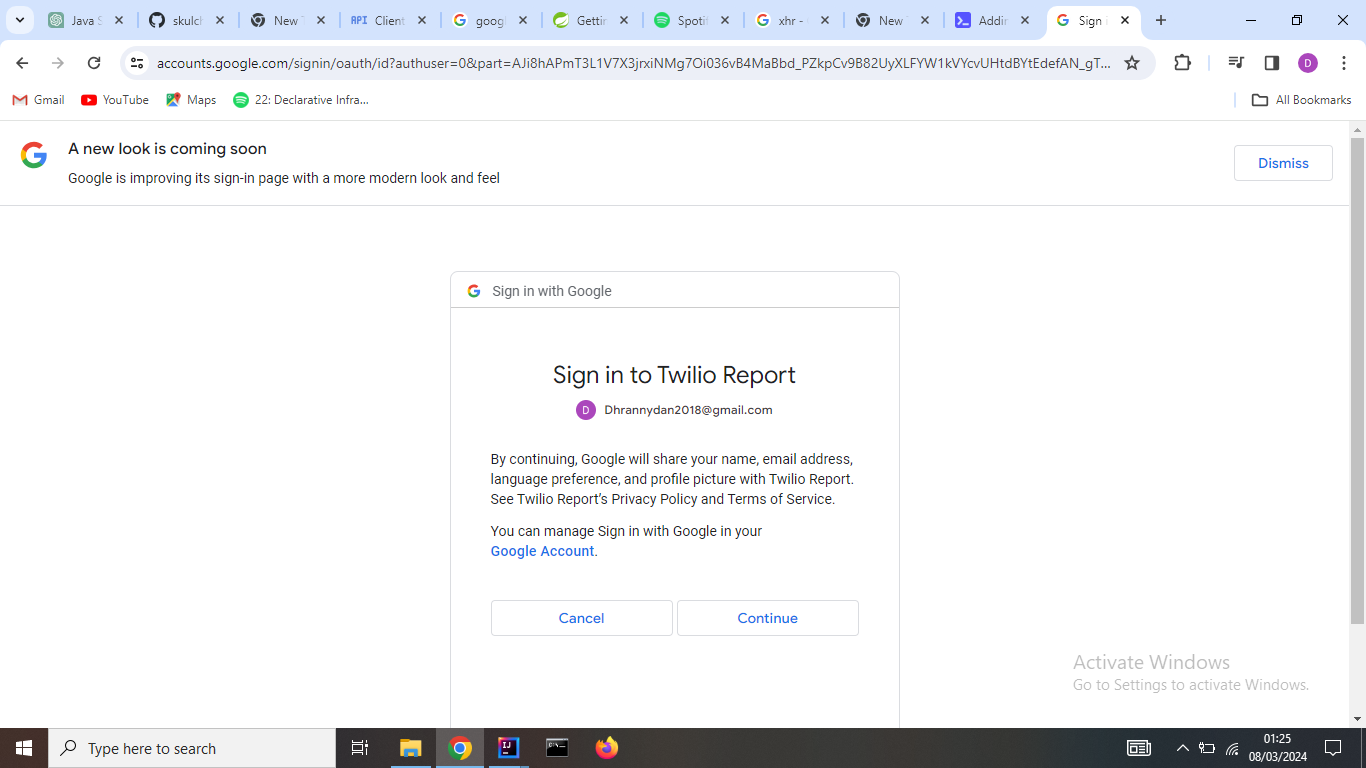 Java S
skulch
New T
API Client
googl
Gettin
Spotif
xhr -
New T
Addin
Sign i
accounts.google.com/signin/oauth/id?authuser=0&part=AJi8hAPmT3L1V7X3jrxiNMg7Oi036vB4MaBbd_PZkpCv9B82UyXLFYW1kVYcvUHtdBYtEdefAN_gT...
D
Gmail
YouTube
Maps
22: Declarative Infra...
All Bookmarks
A new look is coming soon
Google is improving its sign-in page with a more modern look and feel
Dismiss
Sign in with Google
Sign in to Twilio Report
D Dhrannydan2018@gmail.com
By continuing, Google will share your name, email address,
language preference, and profile picture with Twilio Report.
See Twilio Report’s Privacy Policy and Terms of Service.
You can manage Sign in with Google in your
Google Account.
Cancel
Continue
Activate Windows
Go to Settings to activate Windows.
Type here to search
01:25
08/03/2024